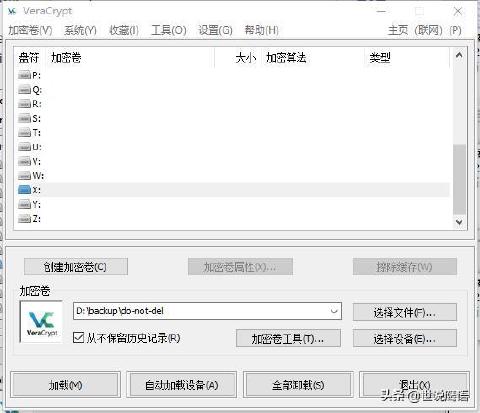 VeraCrypt
加密卷(V) 系统(Y) 收藏(I) 工具(O) 设置(G) 帮助(H) 主页（联网）(P)
盘符 加密卷 大小 加密算法 类型
P:
Q:
R:
S:
T:
U:
V:
W:
X:
Y:
Z:
创建加密卷(C) 加密卷属性(X)... 擦除缓存(W)
加密卷
D:\backup\do-not-del 选择文件(F)...
VeraCrypt
从不保留历史记录(R) 加密卷工具(T)... 选择设备(E)...
加载(M) 自动加载设备(A) 全部卸载(S) 退出(X)
头条 @世说鹰语